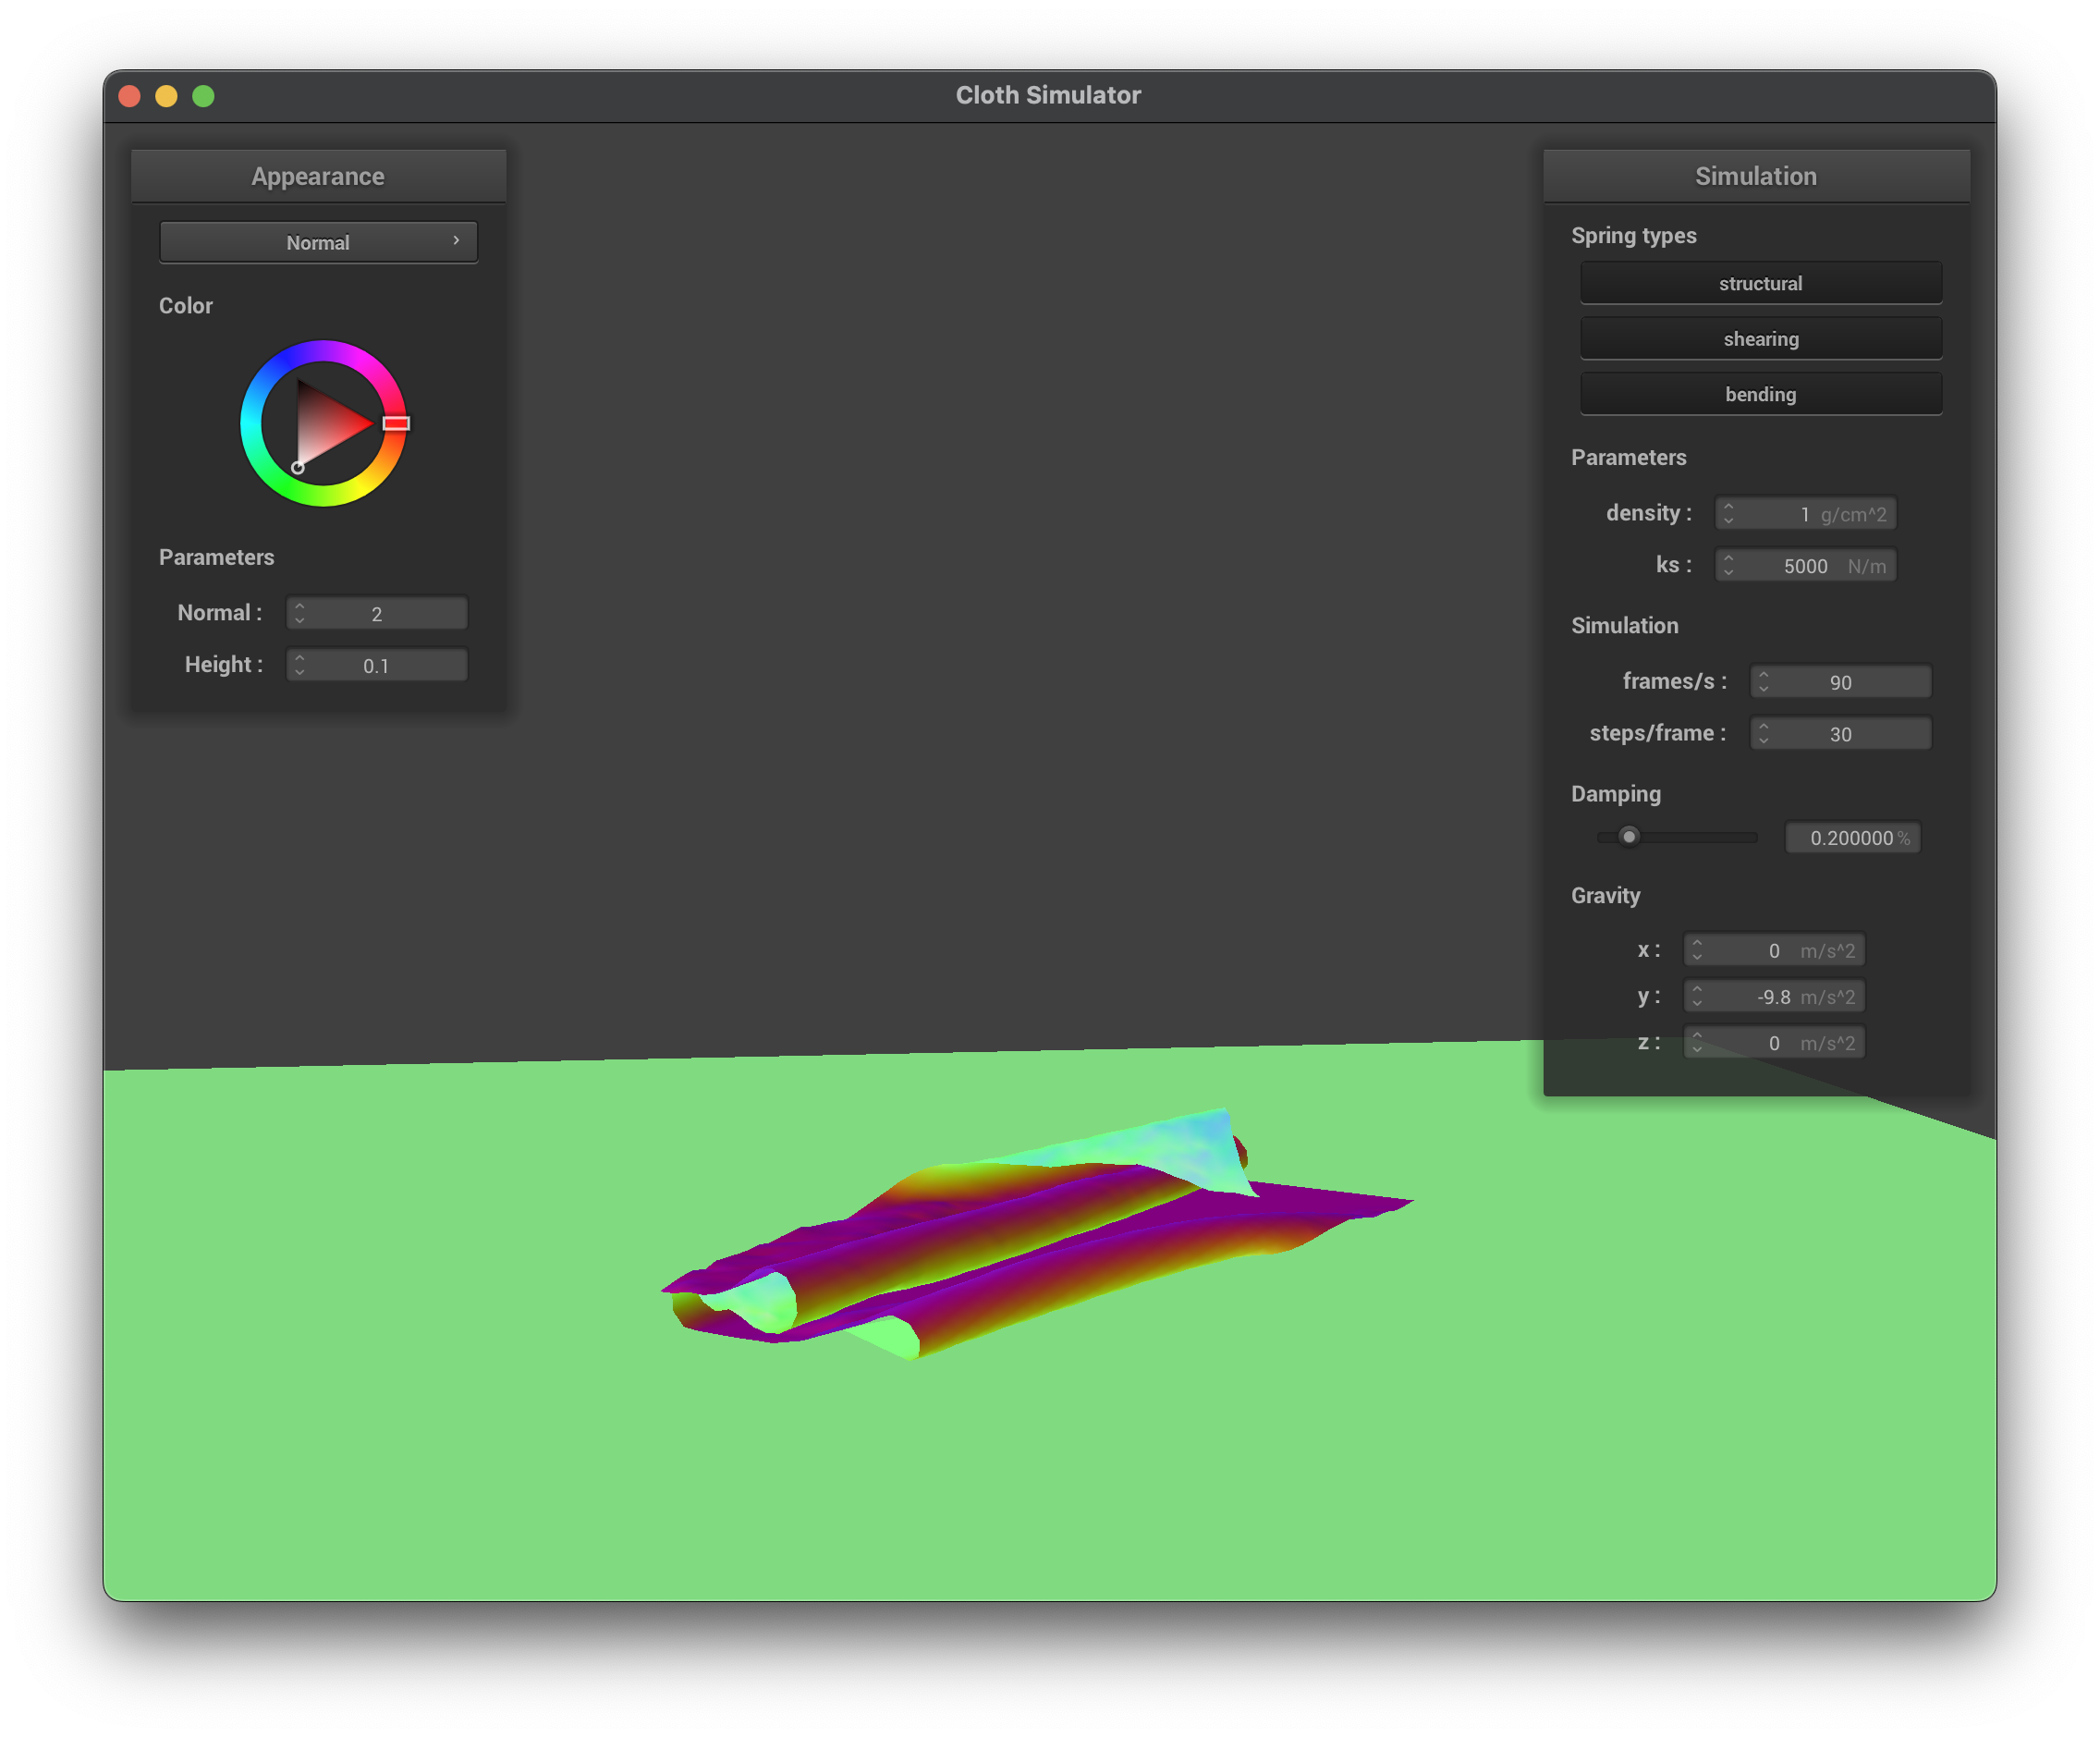 Cloth Simulator
Appearance
Normal
Color
Parameters
Normal : 2
Height : 0.1
Simulation
Spring types
structural
shearing
bending
Parameters
density : 1 g/cm^2
ks : 5000 N/m
Simulation
frames/s : 90
steps/frame : 30
Damping
0.200000 %
Gravity
x : 0 m/s^2
y : -9.8 m/s^2
z : 0 m/s^2